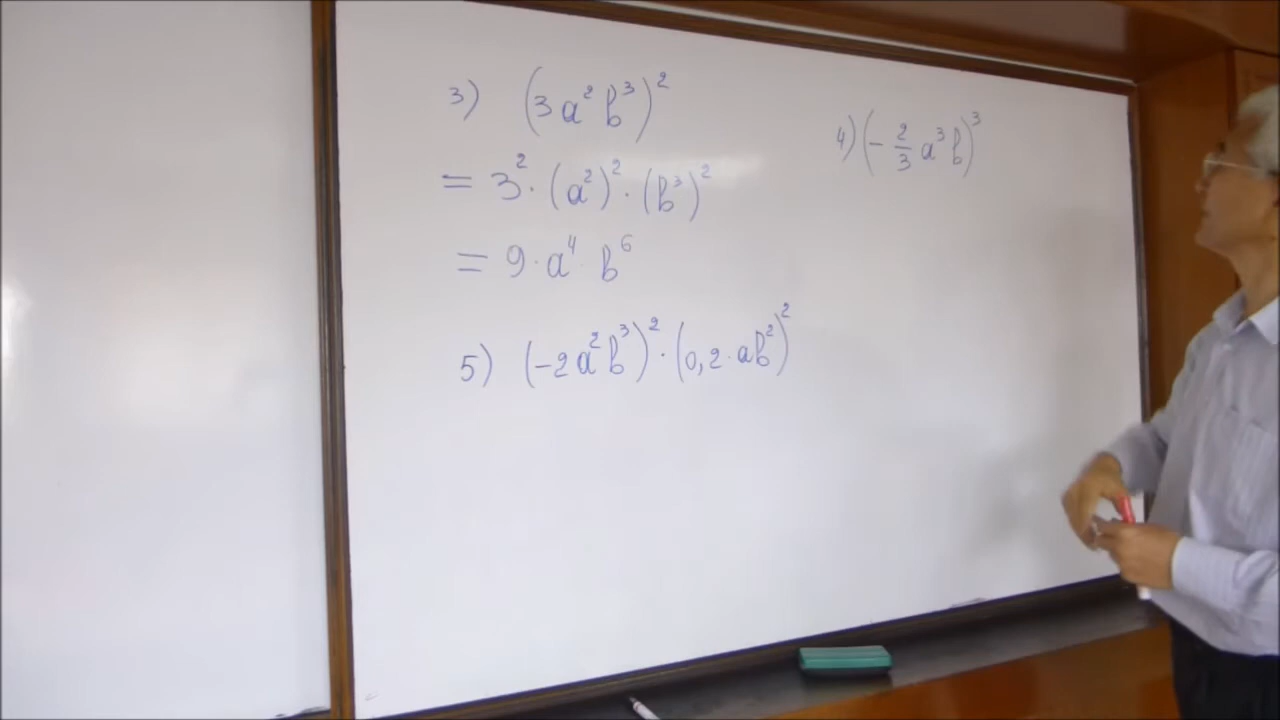 3) (3a²b³)²
= 3²·(a²)²·(b³)²
= 9·a⁴ b⁶
4) (-2/3 a³b)³
5) (-2a²b³)²·(0,2·ab²)²